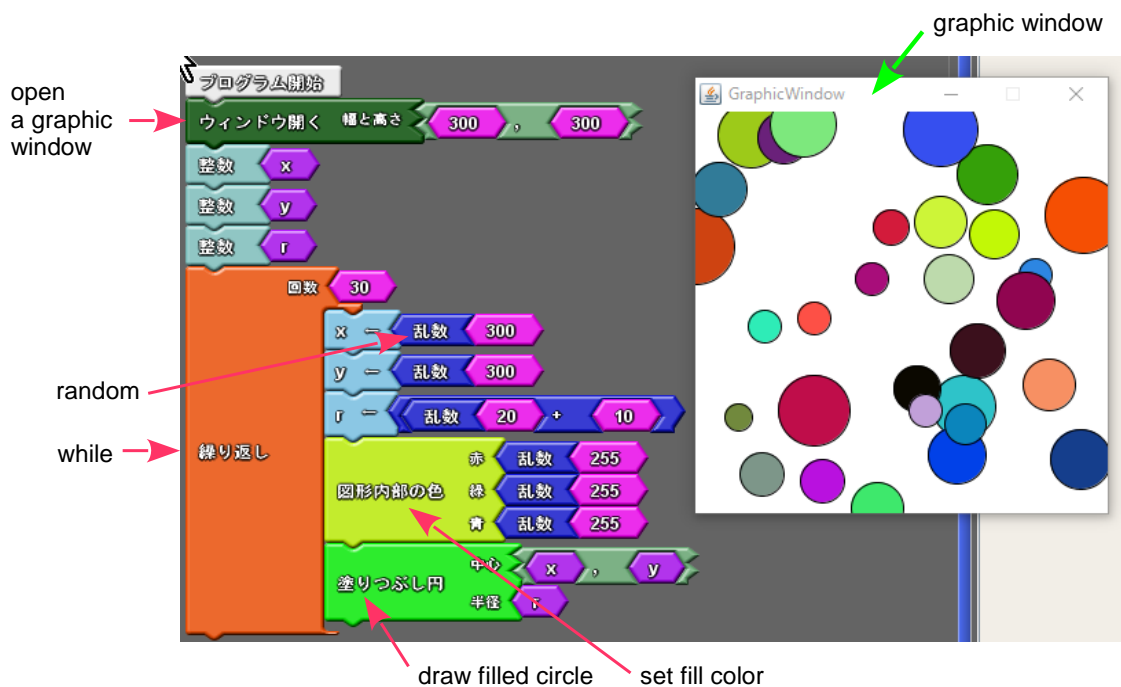 graphic window
open
a graphic
window
プログラム開始
ウィンドウ開く 幅と高さ 300 , 300
整数 x
整数 y
整数 r
回数 30
x ← 乱数 300
y ← 乱数 300
r ← 乱数 20 + 10
random
while
繰り返し
図形内部の色
赤 乱数 255
緑 乱数 255
青 乱数 255
塗りつぶし円
中心 x , y
半径 r
draw filled circle
set fill color
GraphicWindow